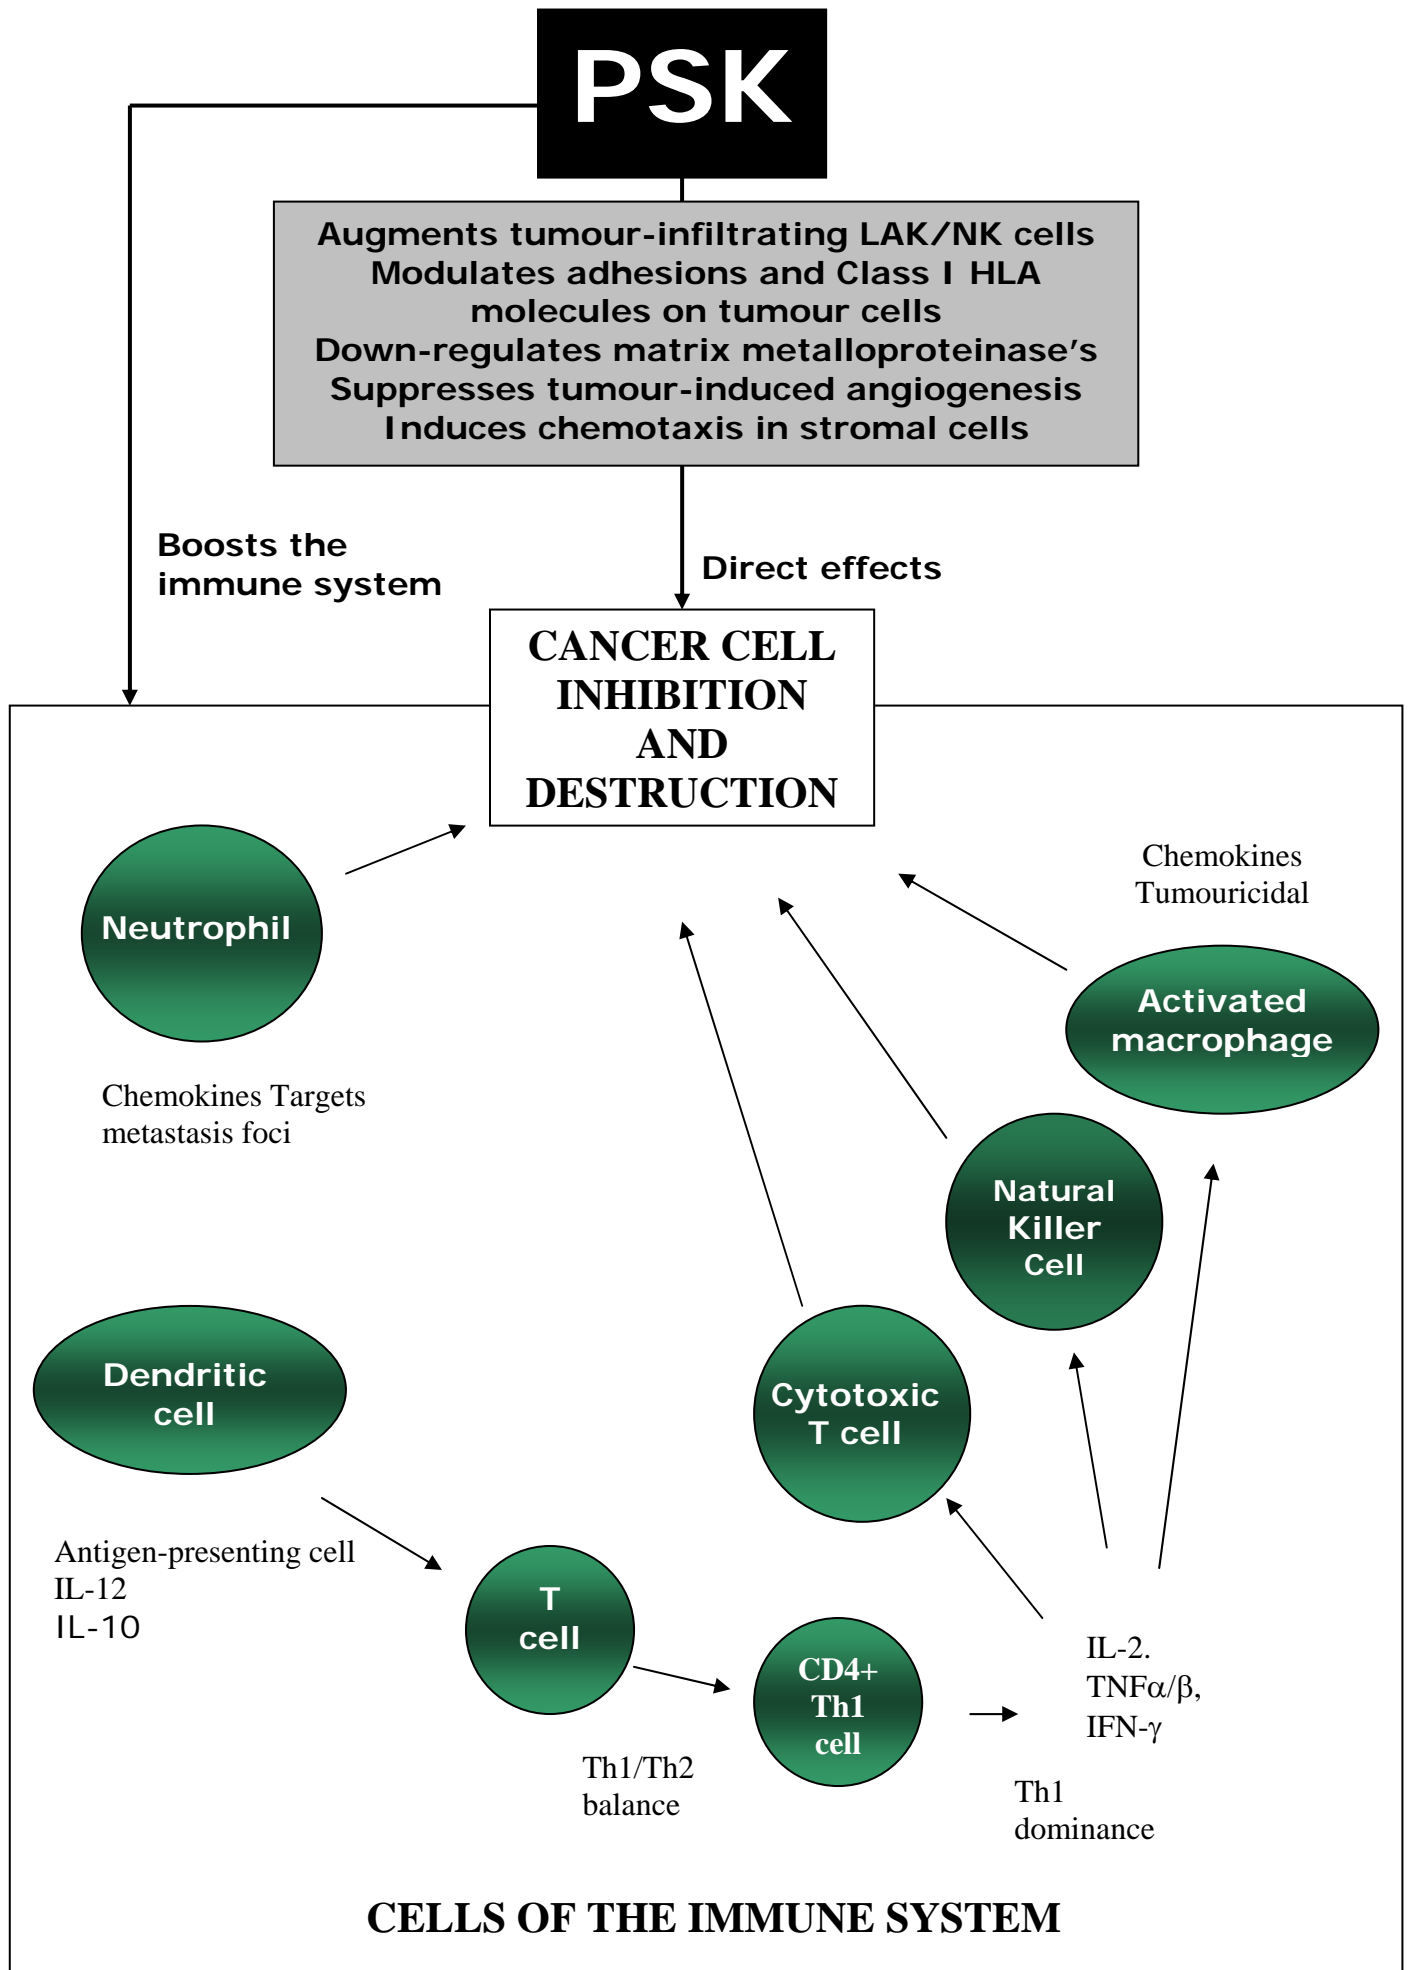 PSK
Augments tumour-infiltrating LAK/NK cells
Modulates adhesions and Class I HLA
molecules on tumour cells
Down-regulates matrix metalloproteinase's
Suppresses tumour-induced angiogenesis
Induces chemotaxis in stromal cells
Boosts the
immune system
Direct effects
CANCER CELL
INHIBITION
AND
DESTRUCTION
Neutrophil
Chemokines Targets
metastasis foci
Chemokines
Tumouricidal
Activated
macrophage
Natural
Killer
Cell
Cytotoxic
T cell
Dendritic
cell
Antigen-presenting cell
IL-12
IL-10
T
cell
Th1/Th2
balance
CD4+
Th1
cell
IL-2.
TNFα/β,
IFN-γ
Th1
dominance
CELLS OF THE IMMUNE SYSTEM